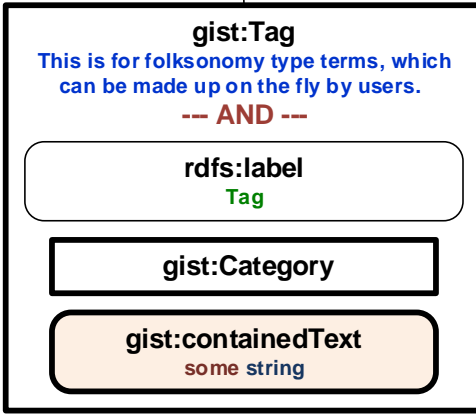 gist:Tag
This is for folksonomy type terms, which
can be made up on the fly by users.
--- AND ---
rdfs:label
Tag
gist:Category
gist:containedText
some string